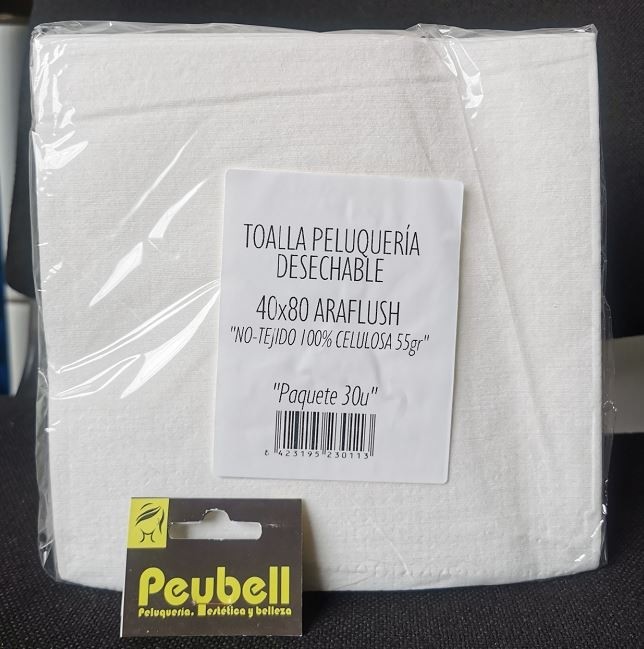 TOALLA PELUQUERÍA
DESECHABLE
40x80 ARAFLUSH
"NO-TEJIDO 100% CELULOSA 55gr"
"Paquete 30u"
8 423195 230113
Peubell
Peluquería, estética y belleza